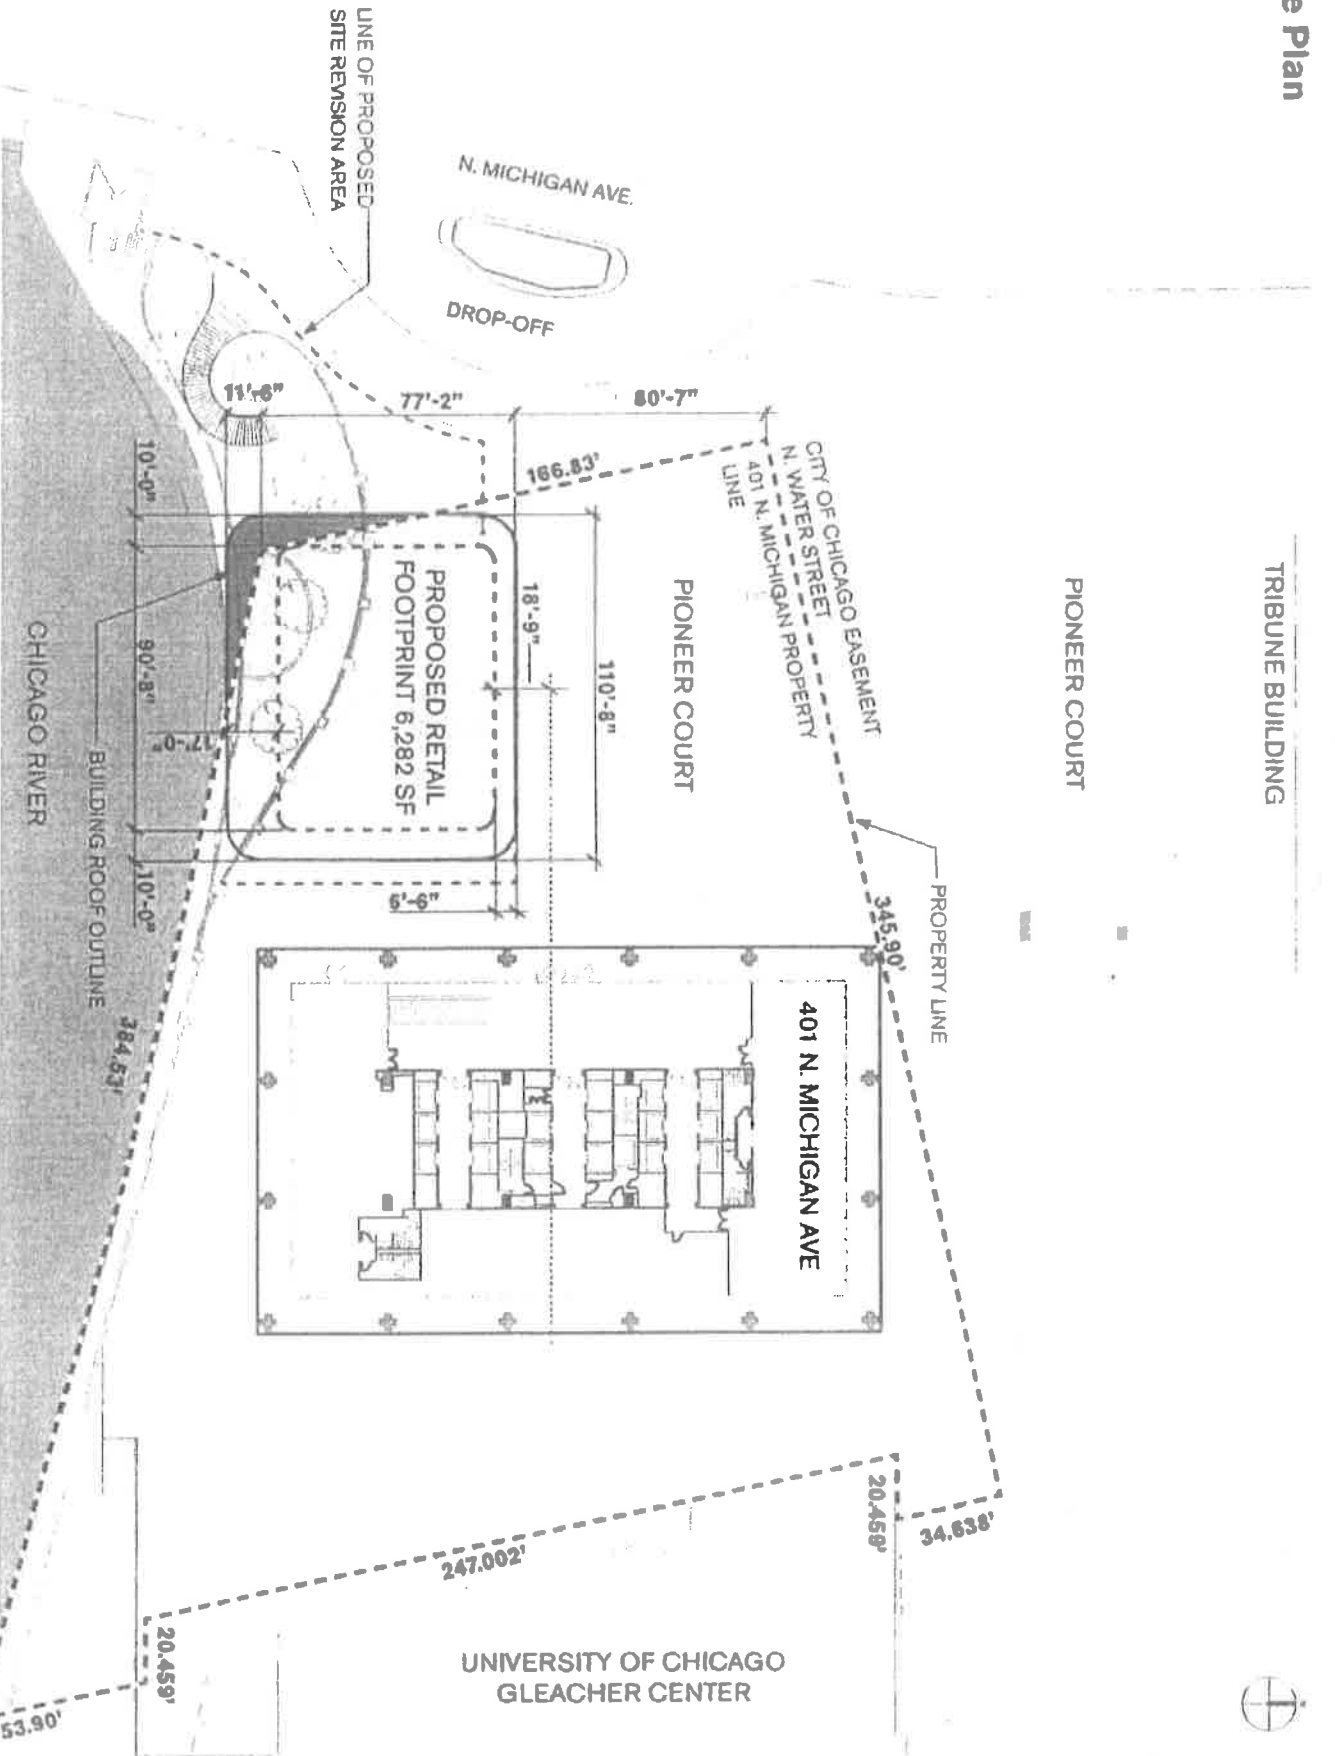 e Plan
TRIBUNE BUILDING
PIONEER COURT
PROPERTY LINE
345.90'
34.638'
20.459'
CITY OF CHICAGO EASEMENT
N. WATER STREET
401 N. MICHIGAN PROPERTY
LINE
PIONEER COURT
401 N. MICHIGAN AVE
N. MICHIGAN AVE.
DROP-OFF
LINE OF PROPOSED
SITE REVISION AREA
80'-7"
77'-2"
11'-6"
166.83'
110'-8"
18'-9"
PROPOSED RETAIL
FOOTPRINT 6,282 SF
6'-6"
17'-0"
10'-0"
90'-8"
10'-0"
BUILDING ROOF OUTLINE
CHICAGO RIVER
384.53'
247.002'
UNIVERSITY OF CHICAGO
GLEACHER CENTER
20.459'
53.90'